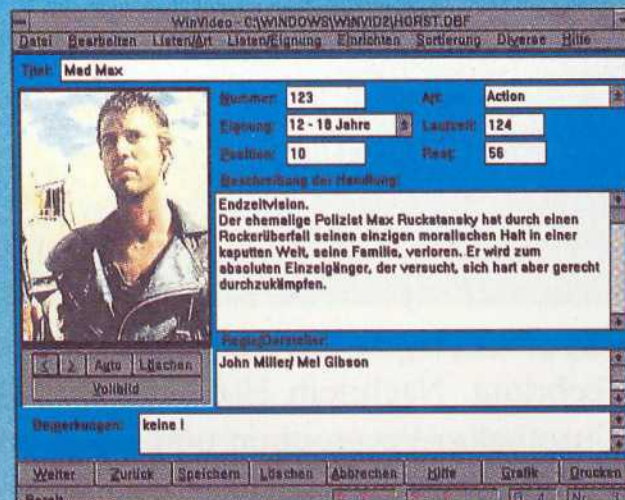 WinVideo - C:\WINDOWS\WINVID2\HORST.DBF
Datei Bearbeiten Listen/Art Listen/Eignung Einrichten Sortierung Diverse Hilfe
Titel: Mad Max
Nummer: 123 Art: Action
Eignung: 12 - 18 Jahre Laufzeit: 124
Position: 10 Rest: 56
Beschreibung der Handlung:
Endzeitvision.
Der ehemalige Polizist Max Ruckatansky hat durch einen
Rockerüberfall seinen einzigen moralischen Halt in einer
kaputten Welt, seine Familie, verloren. Er wird zum
absoluten Einzelgänger, der versucht, sich hart aber gerecht
durchzukämpfen.
Regie/Darsteller:
John Miller/ Mel Gibson
< > Auto Löschen
Vollbild
Bemerkungen: keine !
Weiter Zurück Speichern Löschen Abbrechen Hilfe Grafik Drucken
Bereit